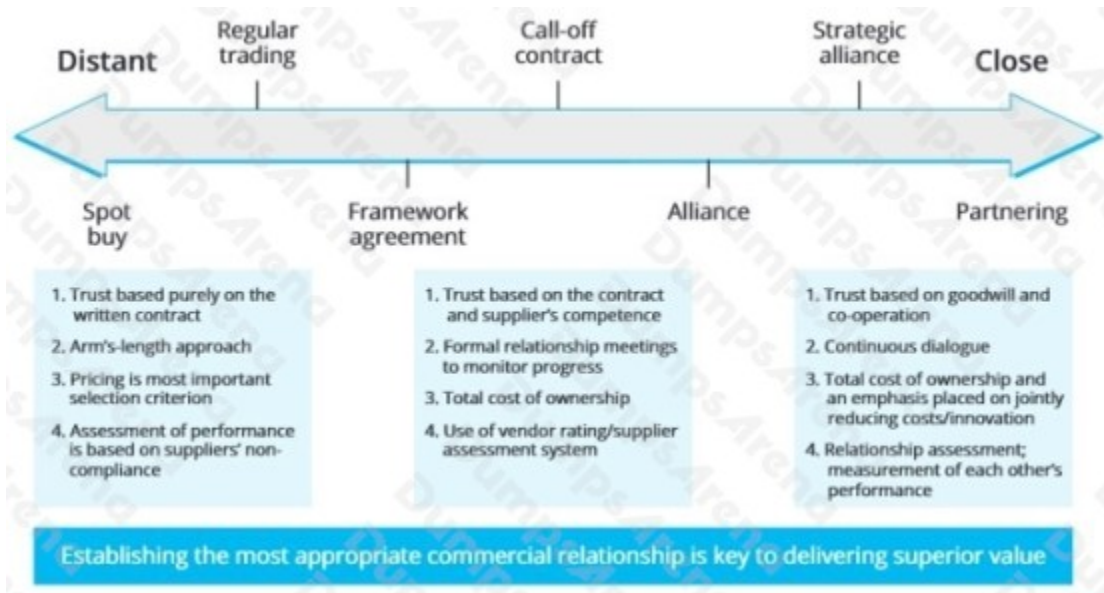 Regular
trading
Call-off
contract
Strategic
alliance
Distant
Close
Spot
buy
Framework
agreement
Alliance
Partnering
1. Trust based purely on the
written contract
2. Arm's-length approach
3. Pricing is most important
selection criterion
4. Assessment of performance
is based on suppliers' non-
compliance
1. Trust based on the contract
and supplier's competence
2. Formal relationship meetings
to monitor progress
3. Total cost of ownership
4. Use of vendor rating/supplier
assessment system
1. Trust based on goodwill and
co-operation
2. Continuous dialogue
3. Total cost of ownership and
an emphasis placed on jointly
reducing costs/innovation
4. Relationship assessment;
measurement of each other's
performance
Establishing the most appropriate commercial relationship is key to delivering superior value
DumpsArena